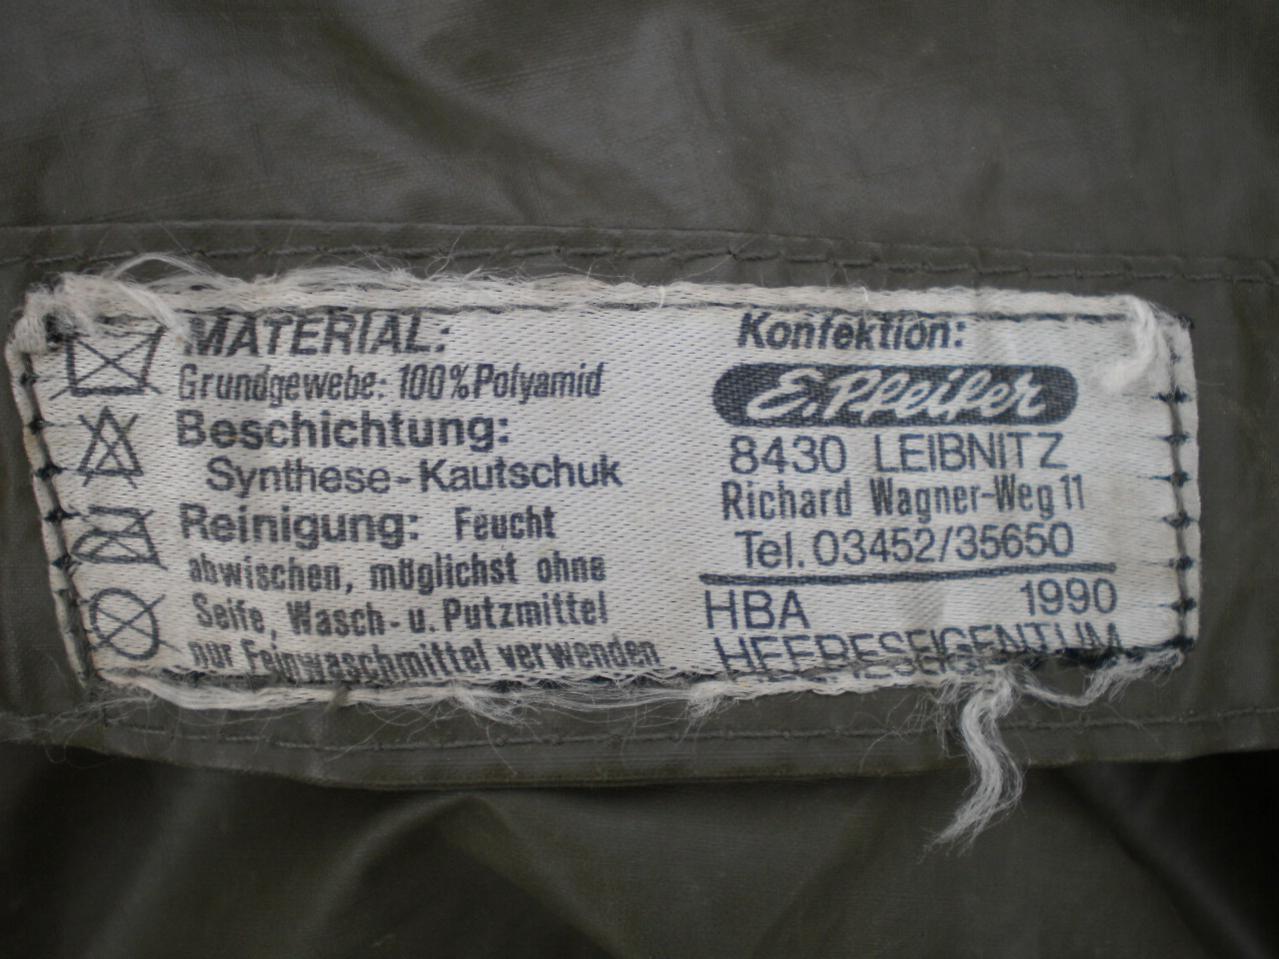 MATERIAL:
Grundgewebe: 100% Polyamid
Beschichtung:
Synthese-Kautschuk
Reinigung: Feucht
abwischen, möglichst ohne
Seife, Wasch- u. Putzmittel
nur Feinwaschmittel verwenden
Konfektion:
E. Pfeifer
8430 LEIBNITZ
Richard Wagner-Weg 11
Tel. 03452/35650
HBA 1990
HEERESEIGENTUM